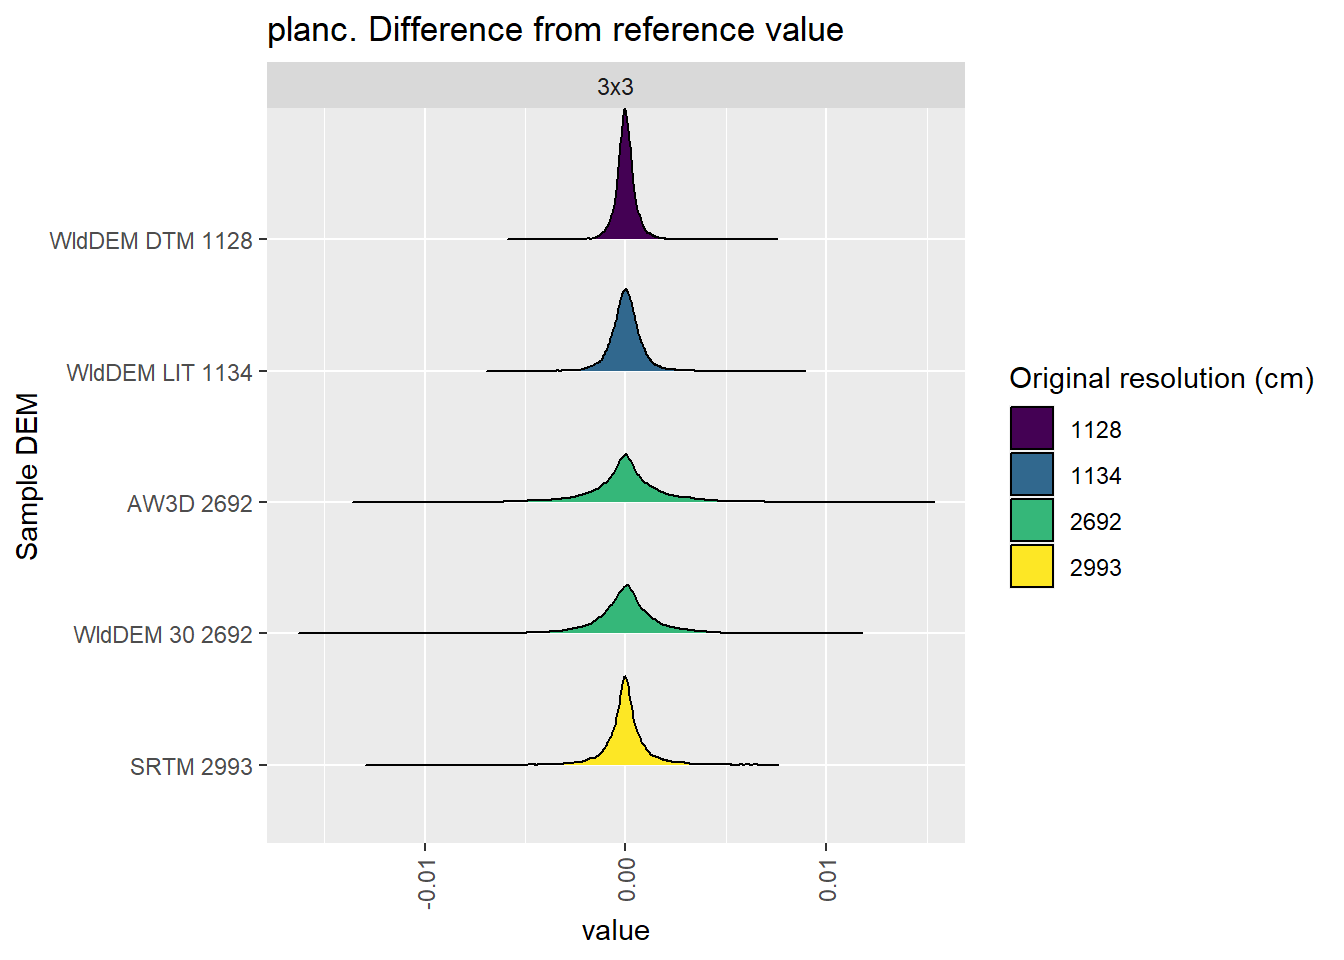 planc. Difference from reference value
3x3
Sample DEM
WldDEM DTM 1128
WldDEM LIT 1134
AW3D 2692
WldDEM 30 2692
SRTM 2993
-0.01
0.00
0.01
value
Original resolution (cm)
1128
1134
2692
2993